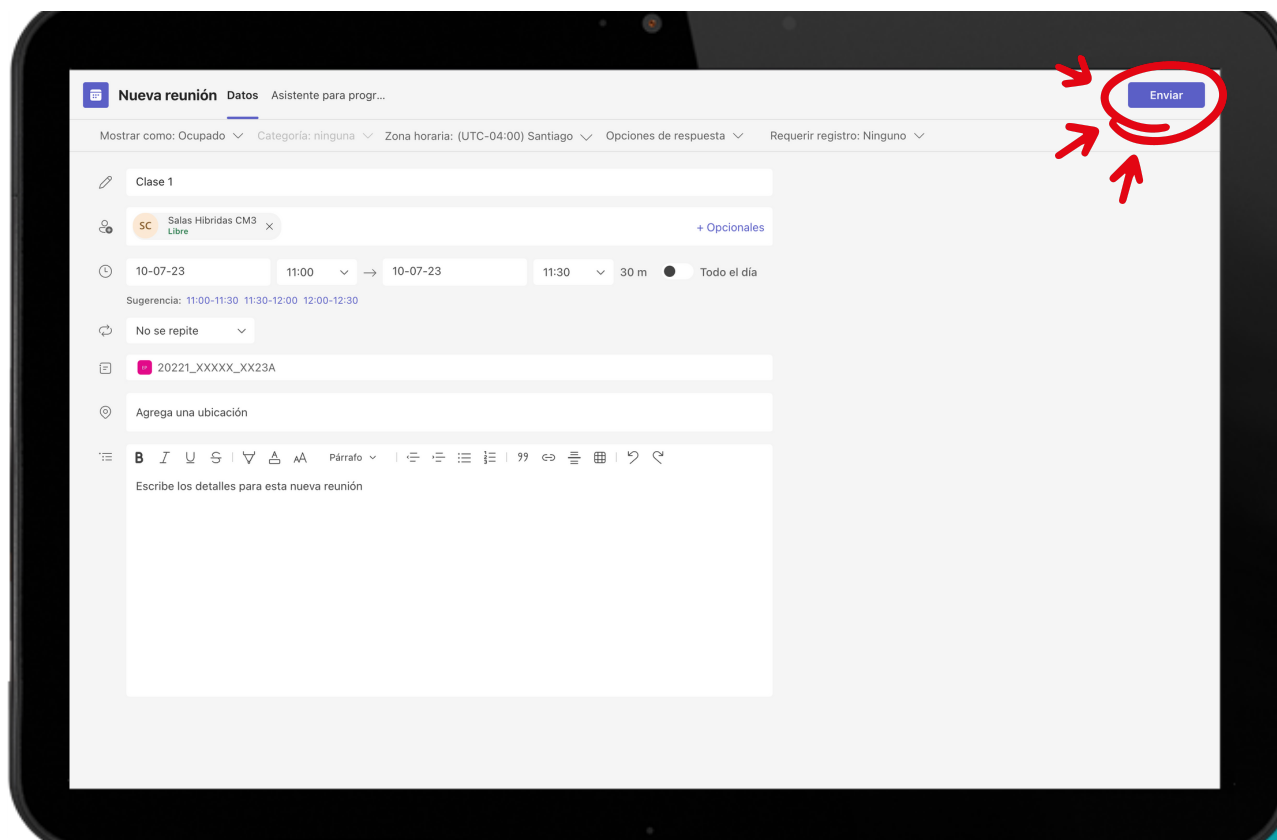 Nueva reunión Datos Asistente para progr...
Enviar
Mostrar como: Ocupado Categoría: ninguna Zona horaria: (UTC-04:00) Santiago Opciones de respuesta Requerir registro: Ninguno
Clase 1
SC Salas Hibridas CM3
Libre
+ Opcionales
10-07-23 11:00 → 10-07-23 11:30 30 m Todo el día
Sugerencia: 11:00-11:30 11:30-12:00 12:00-12:30
No se repite
20221_XXXXX_XX23A
Agrega una ubicación
B I U S A AA Párrafo
Escribe los detalles para esta nueva reunión